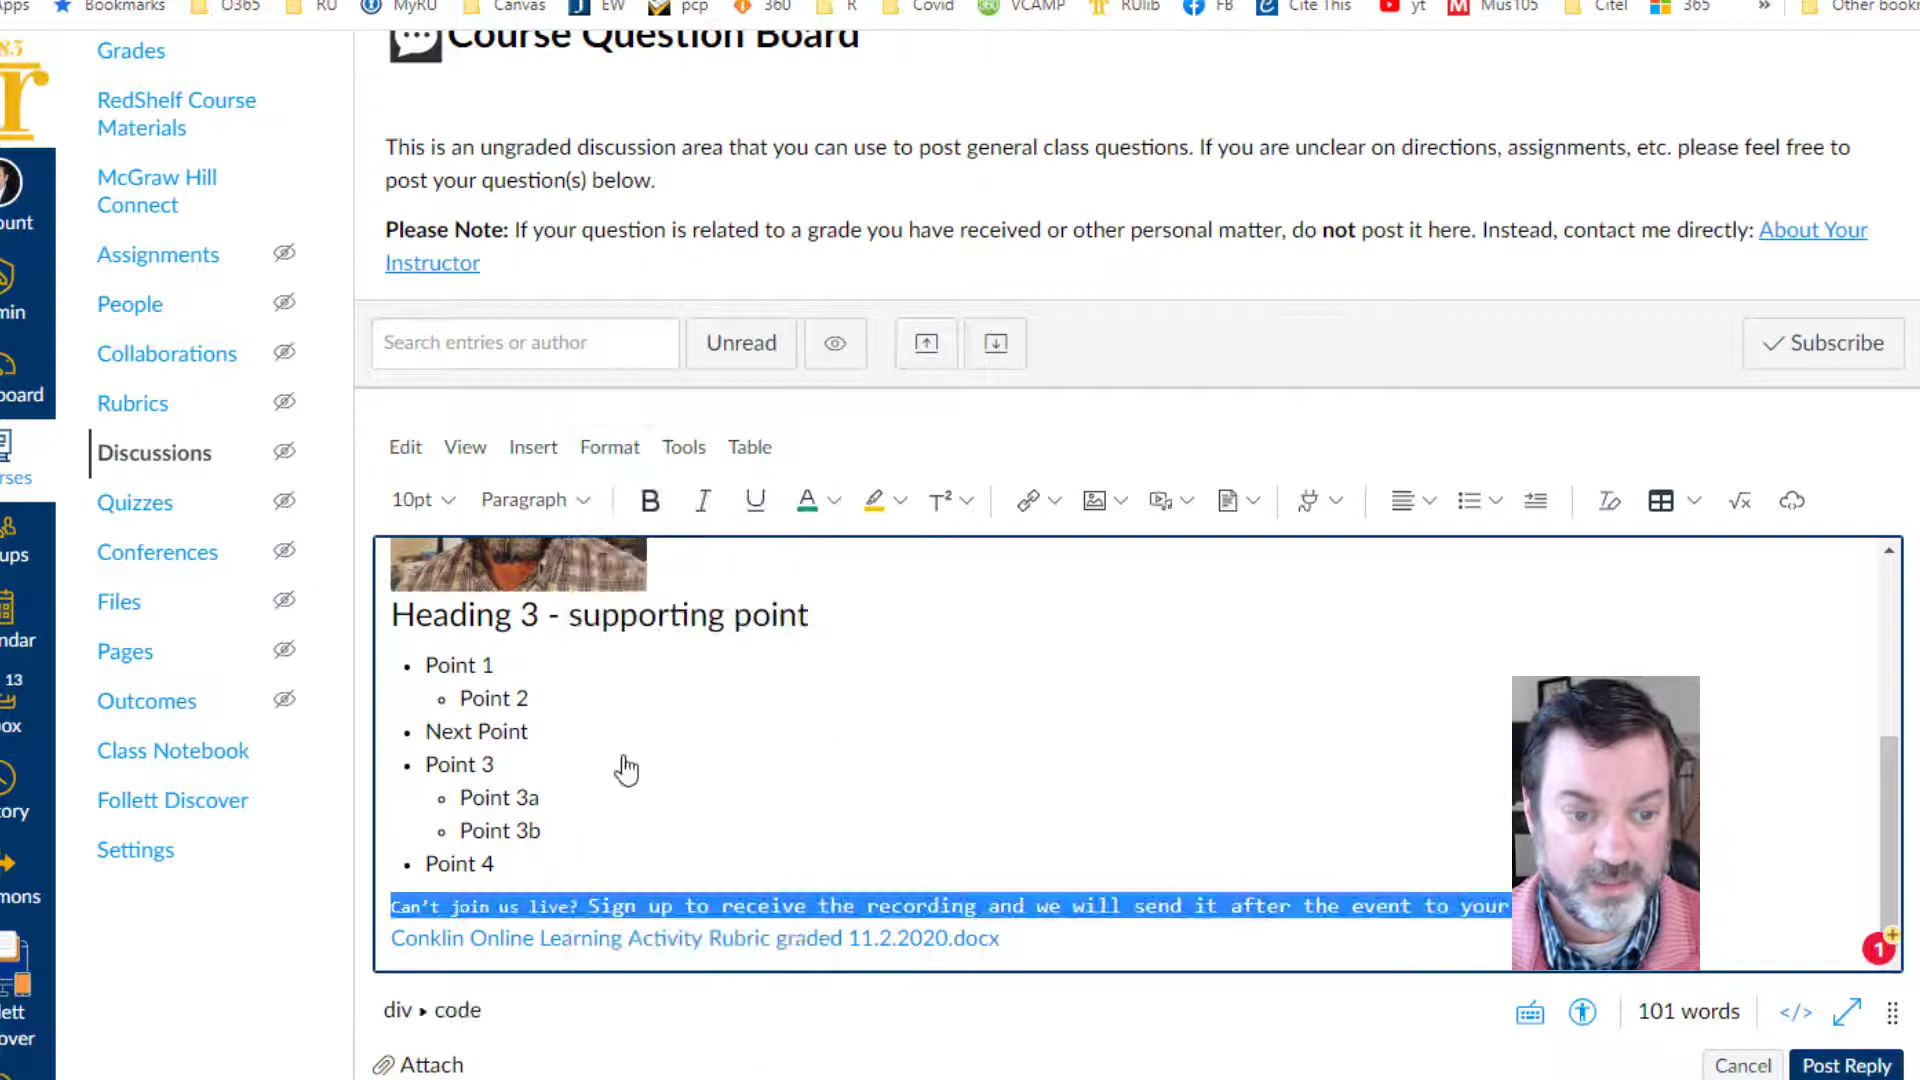 Apps Bookmarks O365 RU MyRU Canvas EW pcp 360 R Covid VCAMP RUlib FB Cite This yt Mus105 Citel 365 » Other booki
Course Question Board
Grades
RedShelf Course
Materials
McGraw Hill
Connect
Assignments
People
Collaborations
Rubrics
Discussions
Quizzes
Conferences
Files
Pages
Outcomes
Class Notebook
Follett Discover
Settings
ount
min
board
rses
ups
ndar
13
ox
tory
mons
lett
over
This is an ungraded discussion area that you can use to post general class questions. If you are unclear on directions, assignments, etc. please feel free to
post your question(s) below.
Please Note: If your question is related to a grade you have received or other personal matter, do not post it here. Instead, contact me directly: About Your
Instructor
Search entries or author Unread Subscribe
Edit View Insert Format Tools Table
10pt Paragraph B I U A T²
Heading 3 - supporting point
Point 1
Point 2
Next Point
Point 3
Point 3a
Point 3b
Point 4
Can't join us live? Sign up to receive the recording and we will send it after the event to your
Conklin Online Learning Activity Rubric graded 11.2.2020.docx
1
div ▸ code 101 words </>
Attach Cancel Post Reply